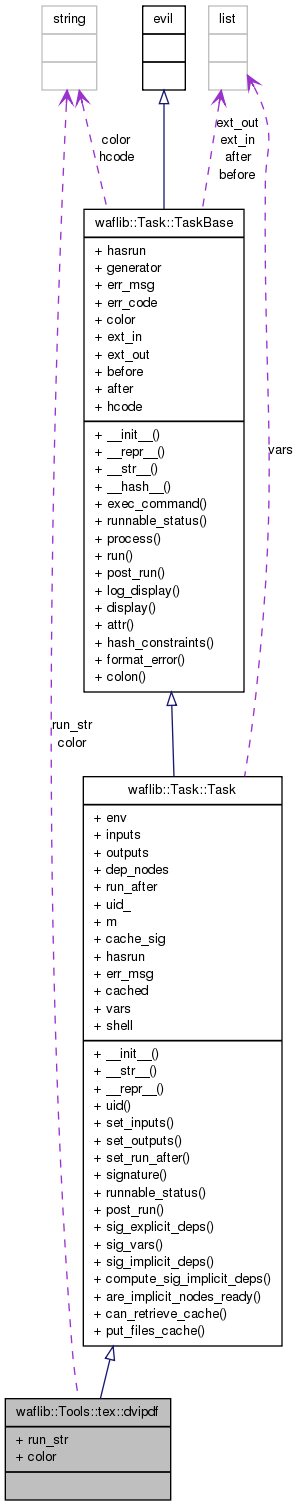 string
evil
list
color
hcode
ext_out
ext_in
after
before
waflib::Task::TaskBase
+ hasrun
+ generator
+ err_msg
+ err_code
+ color
+ ext_in
+ ext_out
+ before
+ after
+ hcode
+ __init__()
+ __repr__()
+ __str__()
+ __hash__()
+ exec_command()
+ runnable_status()
+ process()
+ run()
+ post_run()
+ log_display()
+ display()
+ attr()
+ hash_constraints()
+ format_error()
+ colon()
vars
run_str
color
waflib::Task::Task
+ env
+ inputs
+ outputs
+ dep_nodes
+ run_after
+ uid_
+ m
+ cache_sig
+ hasrun
+ err_msg
+ cached
+ vars
+ shell
+ __init__()
+ __str__()
+ __repr__()
+ uid()
+ set_inputs()
+ set_outputs()
+ set_run_after()
+ signature()
+ runnable_status()
+ post_run()
+ sig_explicit_deps()
+ sig_vars()
+ sig_implicit_deps()
+ compute_sig_implicit_deps()
+ are_implicit_nodes_ready()
+ can_retrieve_cache()
+ put_files_cache()
waflib::Tools::tex::dvipdf
+ run_str
+ color